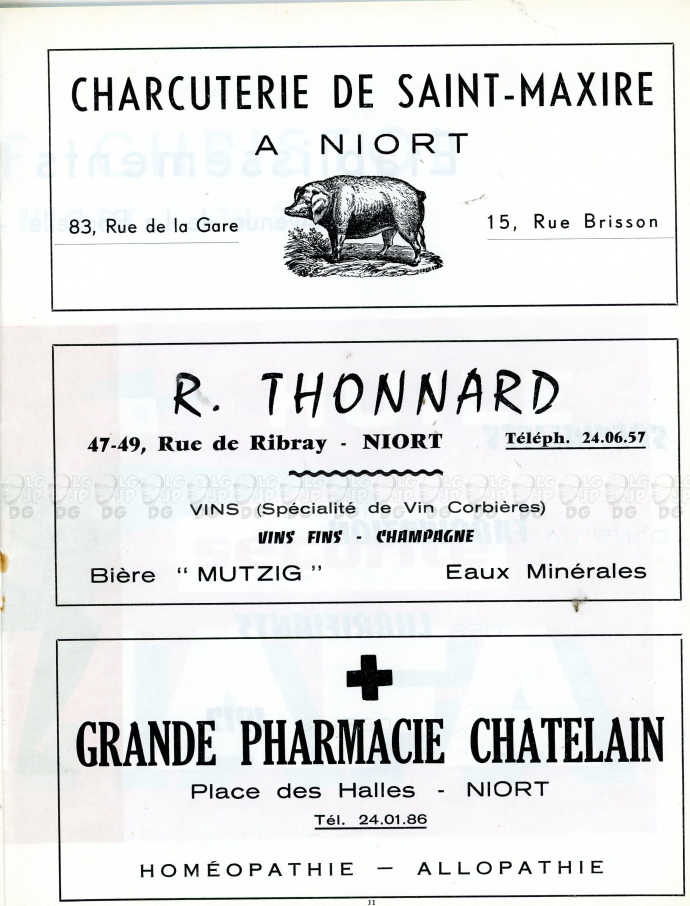 CHARCUTERIE DE SAINT-MAXIRE
A NIORT
83, Rue de la Gare
15, Rue Brisson
R. THONNARD
47-49, Rue de Ribray - NIORT
Téléph. 24.06.57
VINS (Spécialité de Vin Corbières)
VINS FINS - CHAMPAGNE
Bière " MUTZIG "
Eaux Minérales
GRANDE PHARMACIE CHATELAIN
Place des Halles - NIORT
Tél. 24.01.86
HOMÉOPATHIE — ALLOPATHIE
11